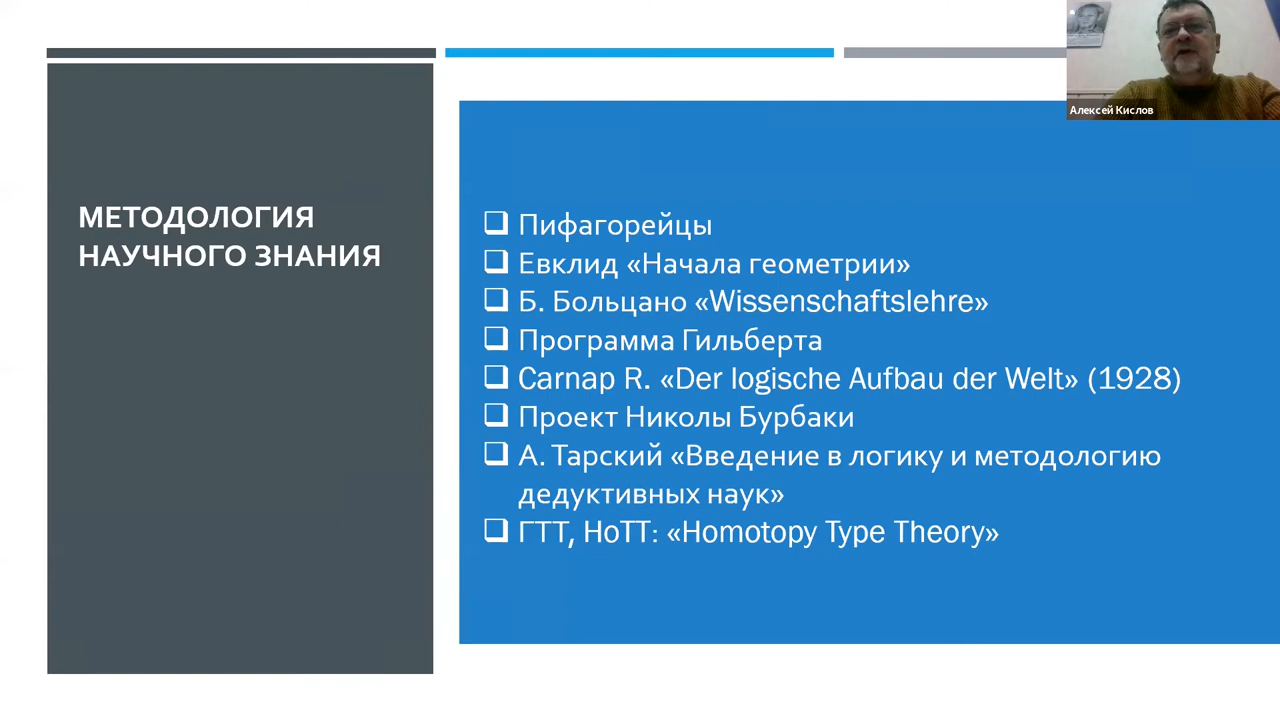 Алексей Кислов
МЕТОДОЛОГИЯ
НАУЧНОГО ЗНАНИЯ
Пифагорейцы
Евклид «Начала геометрии»
Б. Больцано «Wissenschaftslehre»
Программа Гильберта
Carnap R. «Der logische Aufbau der Welt» (1928)
Проект Николы Бурбаки
А. Тарский «Введение в логику и методологию
дедуктивных наук»
ГТТ, HoTT: «Homotopy Type Theory»